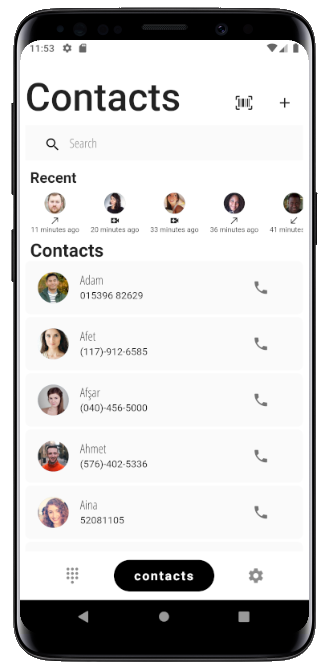 11:53
Contacts
Search
Recent
11 minutes ago 20 minutes ago 33 minutes ago 36 minutes ago 41 minutes
Contacts
Adam
015396 82629
Afet
(117)-912-6585
Afşar
(040)-456-5000
Ahmet
(576)-402-5336
Aina
52081105
contacts